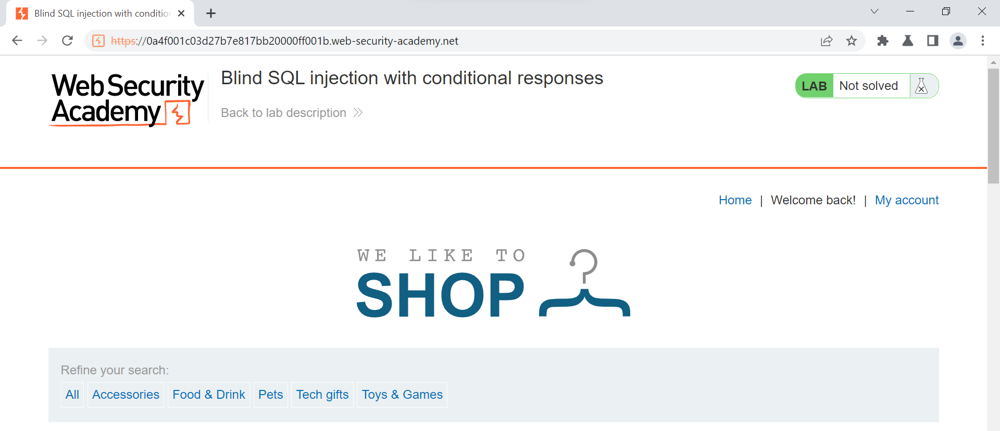 Blind SQL injection with conditio
https://0a4f001c03d27b7e817bb20000ff001b.web-security-academy.net
Web Security
Academy
Blind SQL injection with conditional responses
Back to lab description
LAB Not solved
Home | Welcome back! | My account
WE LIKE TO
SHOP
Refine your search:
All Accessories Food & Drink Pets Tech gifts Toys & Games